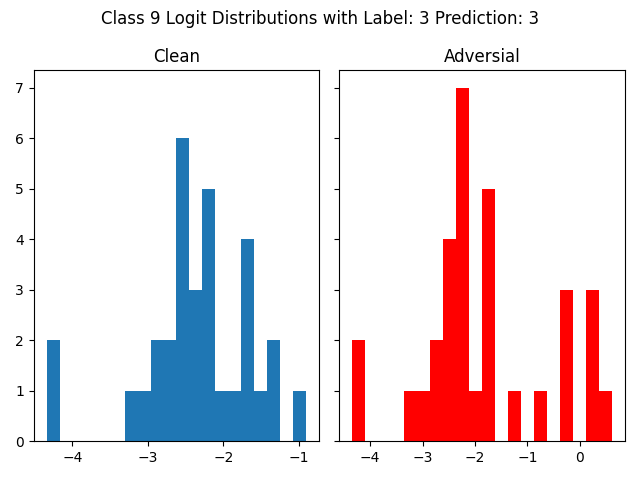 Class 9 Logit Distributions with Label: 3 Prediction: 3
Clean
Adversial
7
6
5
4
3
2
1
0
−4 −3 −2 −1
−4 −3 −2 −1 0